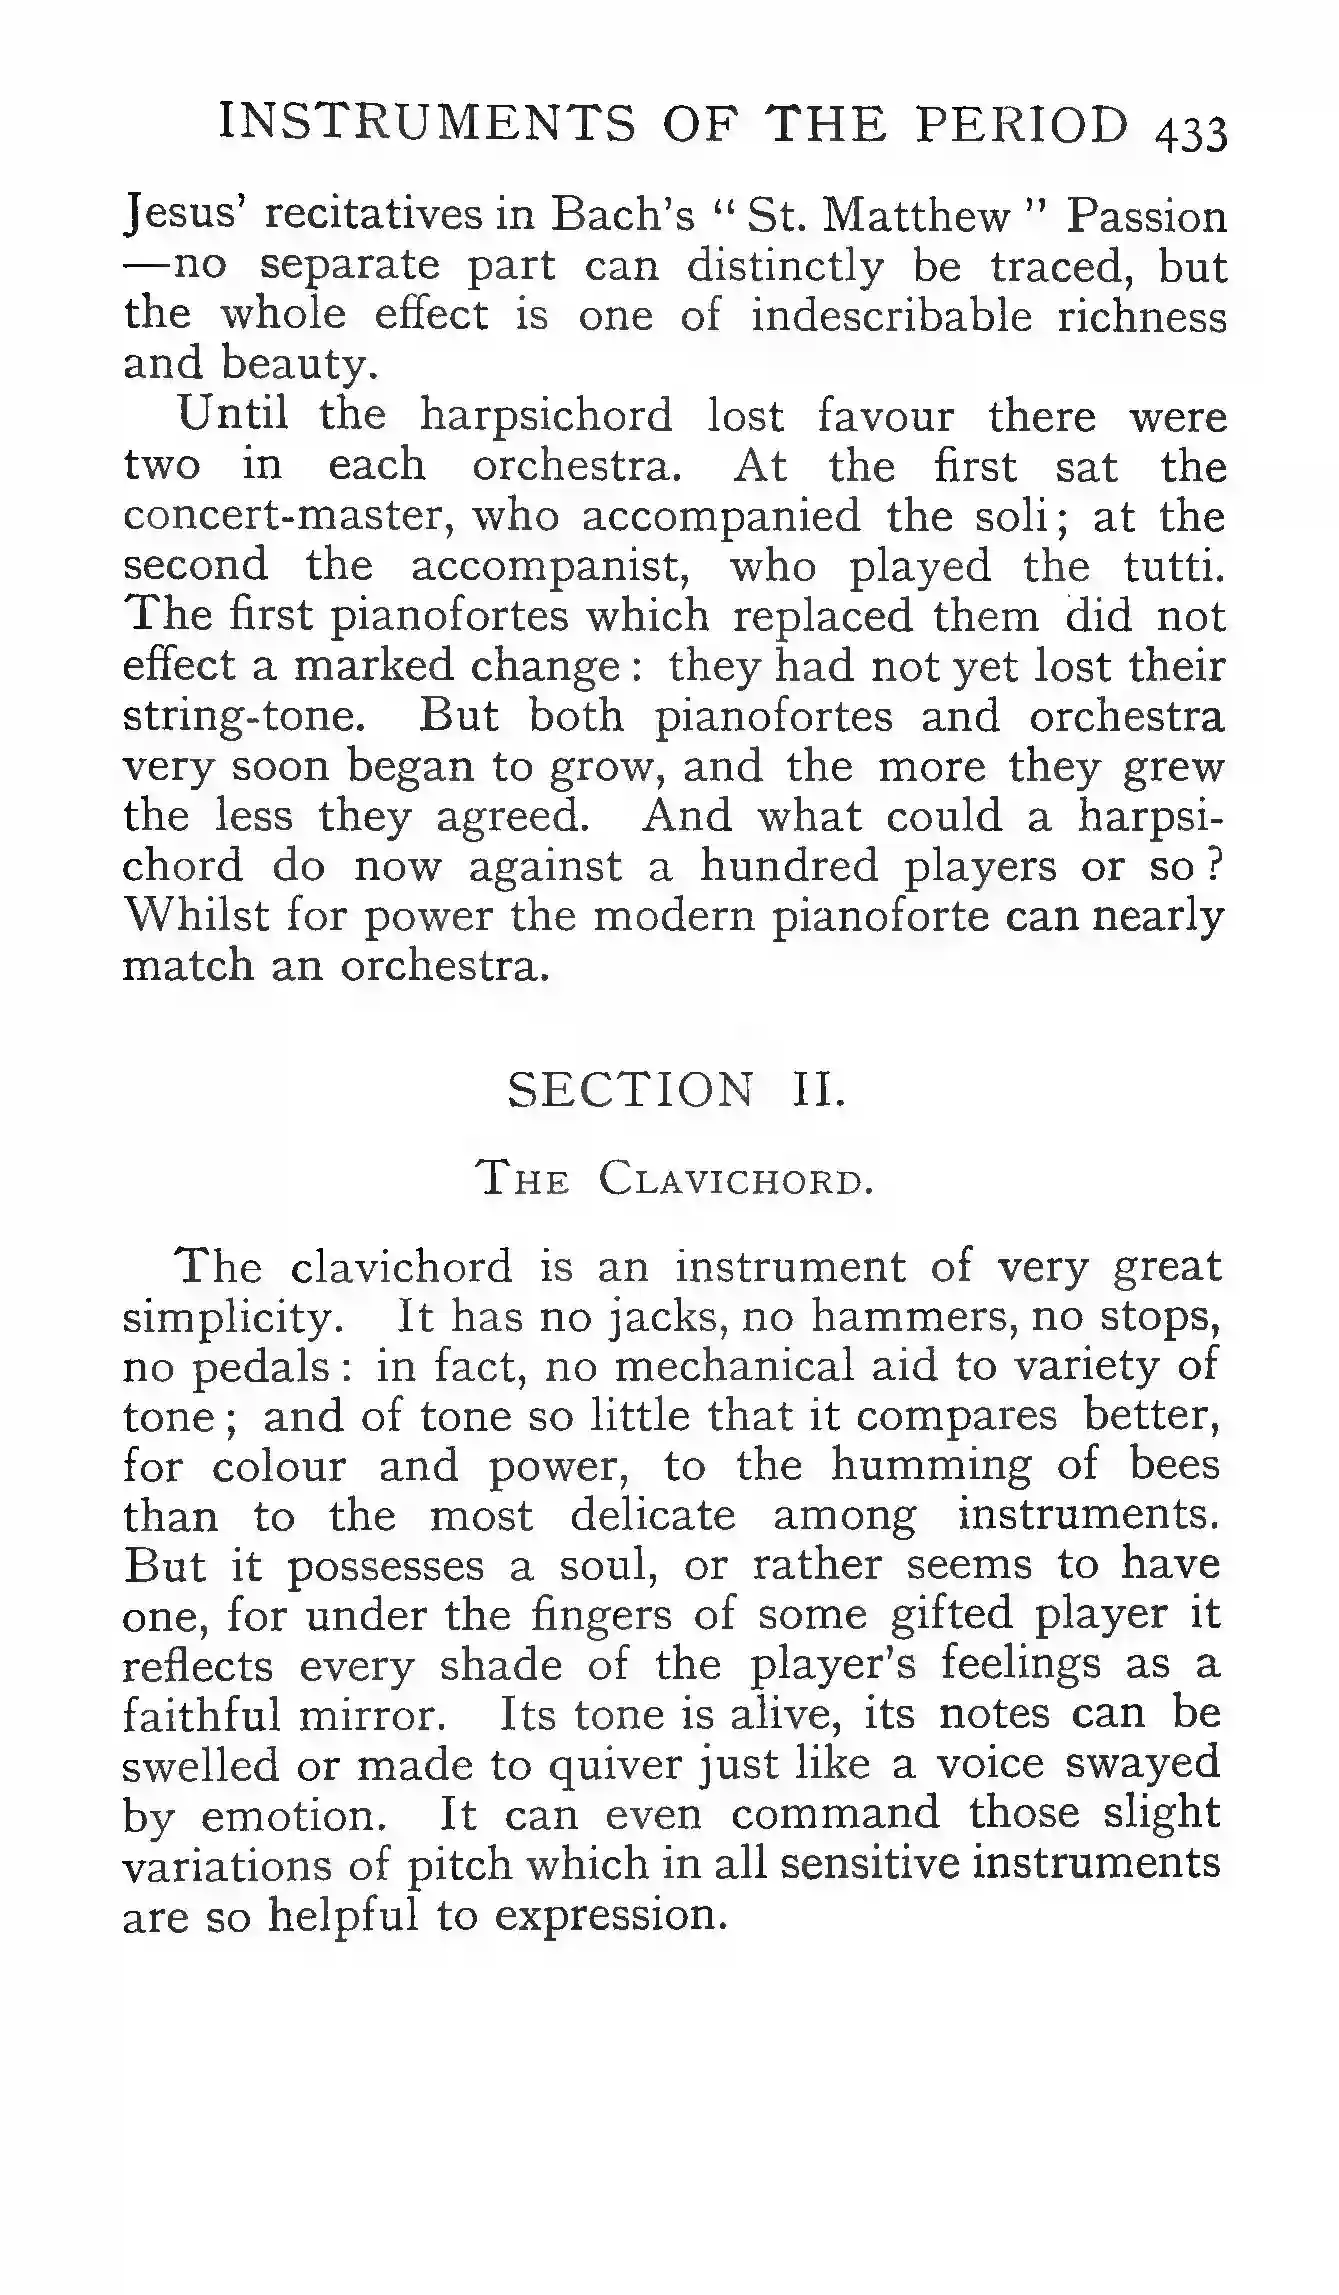 INSTRUMENTS OF THE PERIOD 433
Jesus’ recitatives in Bach’s “ St. Matthew ” Passion
—no separate part can distinctly be traced, but
the whole effect is one of indescribable richness
and beauty.
Until the harpsichord lost favour there were
two in each orchestra. At the first sat the
concert-master, who accompanied the soli; at the
second the accompanist, who played the tutti.
The first pianofortes which replaced them did not
effect a marked change : they had not yet lost their
string-tone. But both pianofortes and orchestra
very soon began to grow, and the more they grew
the less they agreed. And what could a harpsi-
chord do now against a hundred players or so ?
Whilst for power the modern pianoforte can nearly
match an orchestra.
SECTION II.
The Clavichord.
The clavichord is an instrument of very great
simplicity. It has no jacks, no hammers, no stops,
no pedals : in fact, no mechanical aid to variety of
tone ; and of tone so little that it compares better,
for colour and power, to the humming of bees
than to the most delicate among instruments.
But it possesses a soul, or rather seems to have
one, for under the fingers of some gifted player it
reflects every shade of the player’s feelings as a
faithful mirror. Its tone is alive, its notes can be
swelled or made to quiver just like a voice swayed
by emotion. It can even command those slight
variations of pitch which in all sensitive instruments
are so helpful to expression.